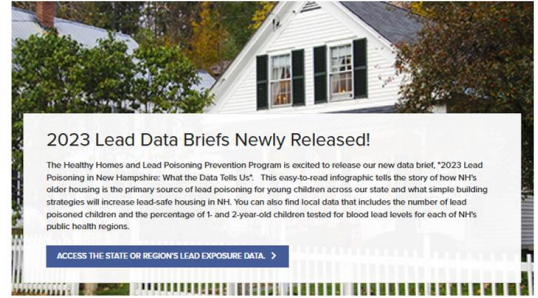 2023 Lead Data Briefs Newly Released!
The Healthy Homes and Lead Poisoning Prevention Program is excited to release our new data brief, "2023 Lead
Poisoning in New Hampshire: What the Data Tells Us". This easy-to-read infographic tells the story of how NH's
older housing is the primary source of lead poisoning for young children across our state and what simple building
strategies will increase lead-safe housing in NH. You can also find local data that includes the number of lead
poisoned children and the percentage of 1- and 2-year-old children tested for blood lead levels for each of NH's
public health regions.
ACCESS THE STATE OR REGION'S LEAD EXPOSURE DATA. >